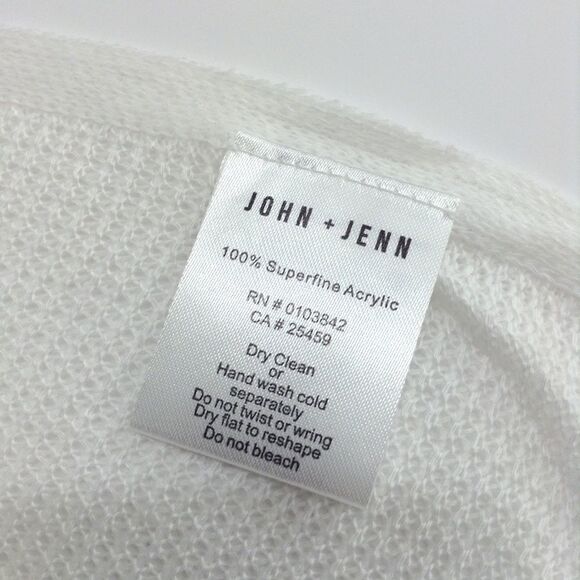 JOHN + JENN
100% Superfine Acrylic
RN # 0103842
CA # 25459
Dry Clean
or
Hand wash cold
separately
Do not twist or wring
Dry flat to reshape
Do not bleach